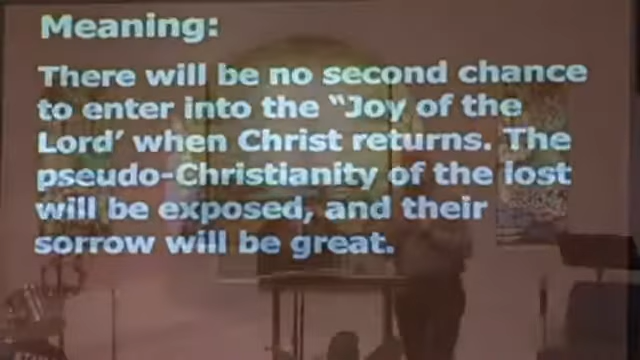 Meaning:
There will be no second chance
to enter into the "Joy of the
Lord' when Christ returns. The
pseudo-Christianity of the lost
will be exposed, and their
sorrow will be great.